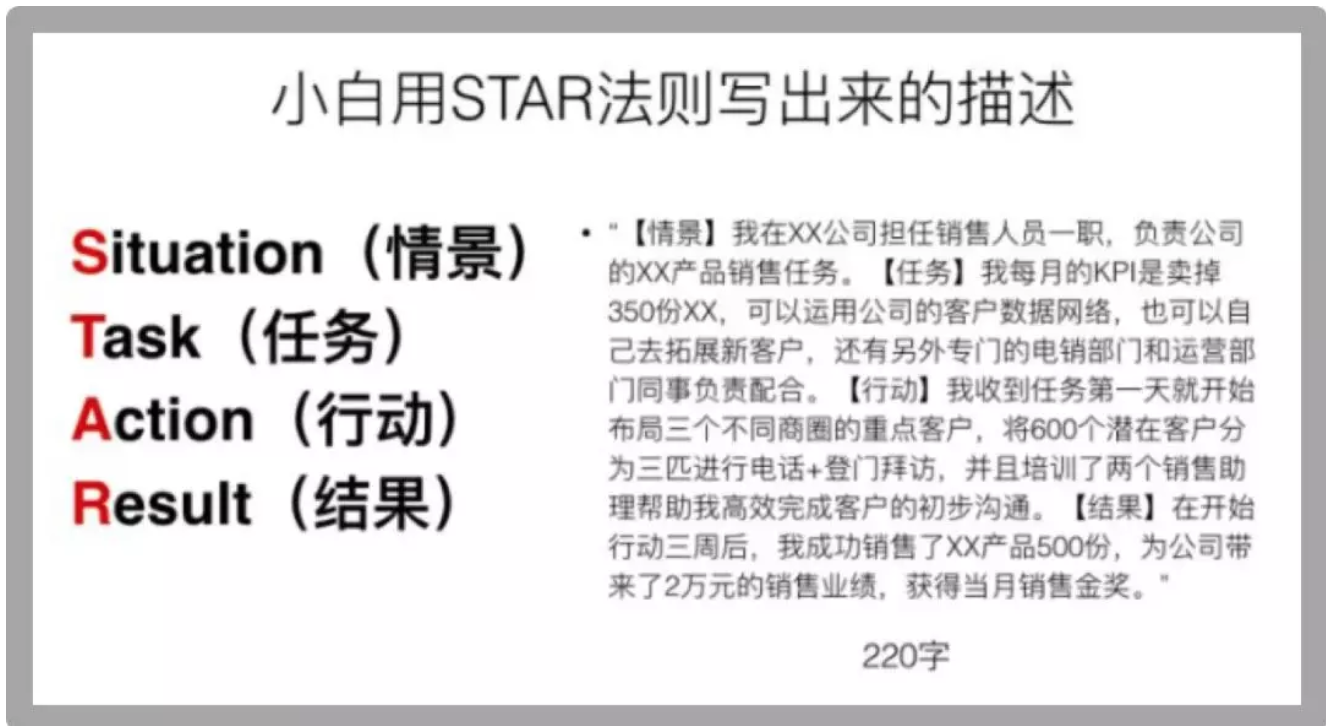 小白用STAR法则写出来的描述
Situation（情景）
Task（任务）
Action（行动）
Result（结果）
• “【情景】我在XX公司担任销售人员一职，负责公司
的XX产品销售任务。【任务】我每月的KPI是卖掉
350份XX，可以运用公司的客户数据网络，也可以自
己去拓展新客户，还有另外专门的电销部门和运营部
门同事负责配合。【行动】我收到任务第一天就开始
布局三个不同商圈的重点客户，将600个潜在客户分
为三匹进行电话+登门拜访，并且培训了两个销售助
理帮助我高效完成客户的初步沟通。【结果】在开始
行动三周后，我成功销售了XX产品500份，为公司带
来了2万元的销售业绩，获得当月销售金奖。”
220字